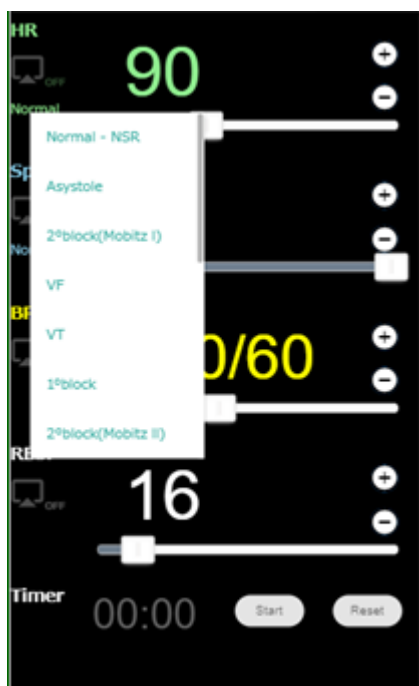 HR
OFF
90
Normal
Normal - NSR
Asystole
2ºblock(Mobitz I)
VF
VT
1ºblock
2ºblock(Mobitz II)
Sp
No
BP
0/60
16
OFF
Timer
00:00
Start
Reset